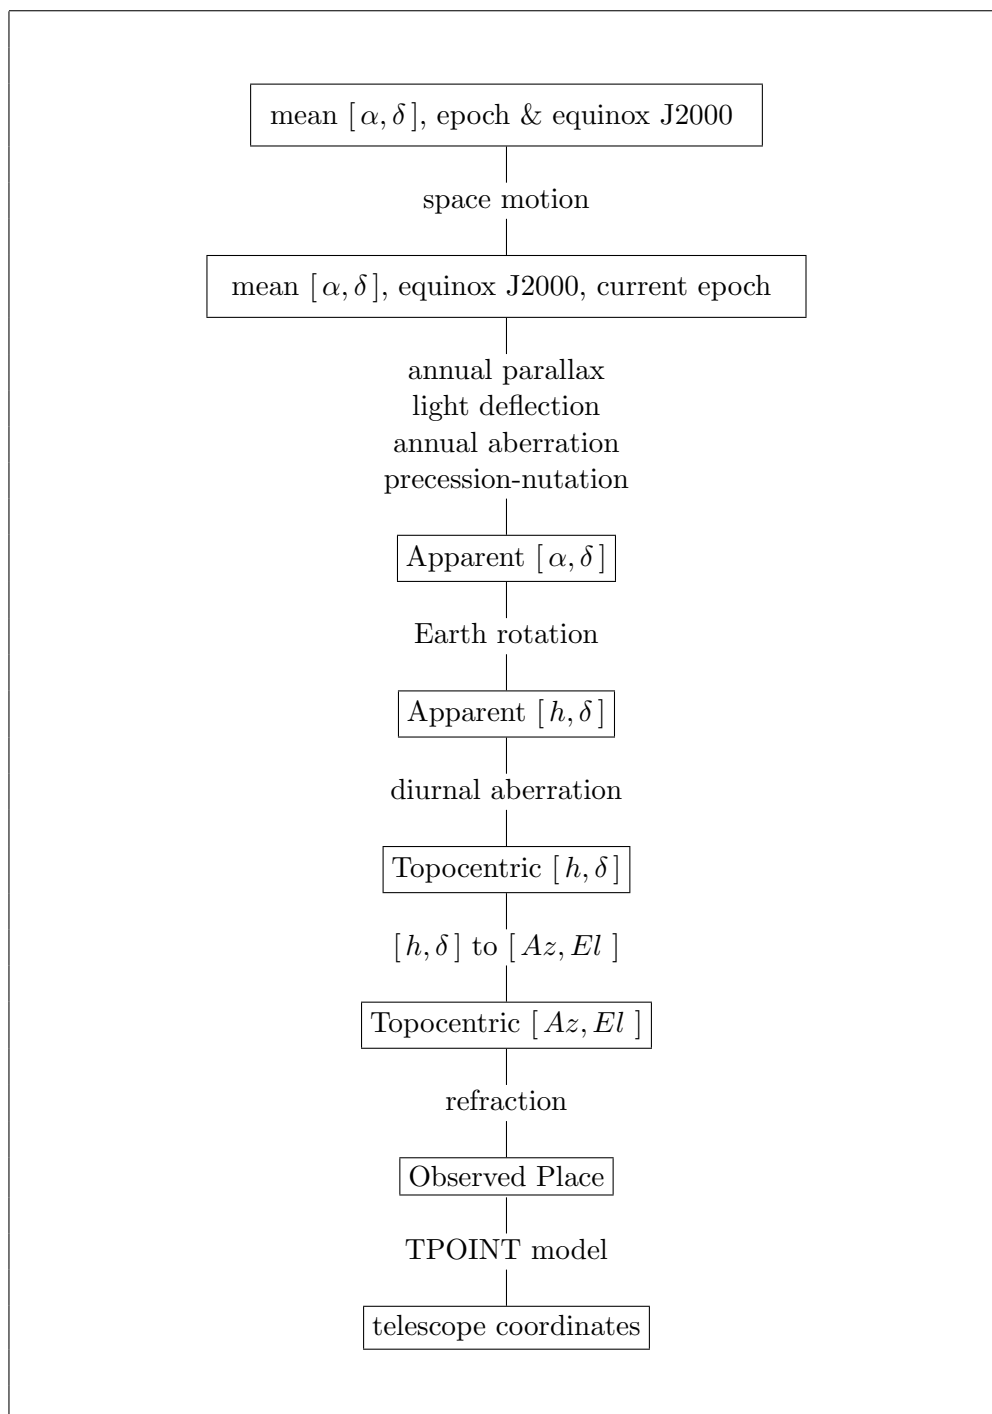 mean [ α, δ ], epoch & equinox J2000
space motion
mean [ α, δ ], equinox J2000, current epoch
annual parallax
light deflection
annual aberration
precession-nutation
Apparent [ α, δ ]
Earth rotation
Apparent [ h, δ ]
diurnal aberration
Topocentric [ h, δ ]
[ h, δ ] to [ Az, El ]
Topocentric [ Az, El ]
refraction
Observed Place
TPOINT model
telescope coordinates